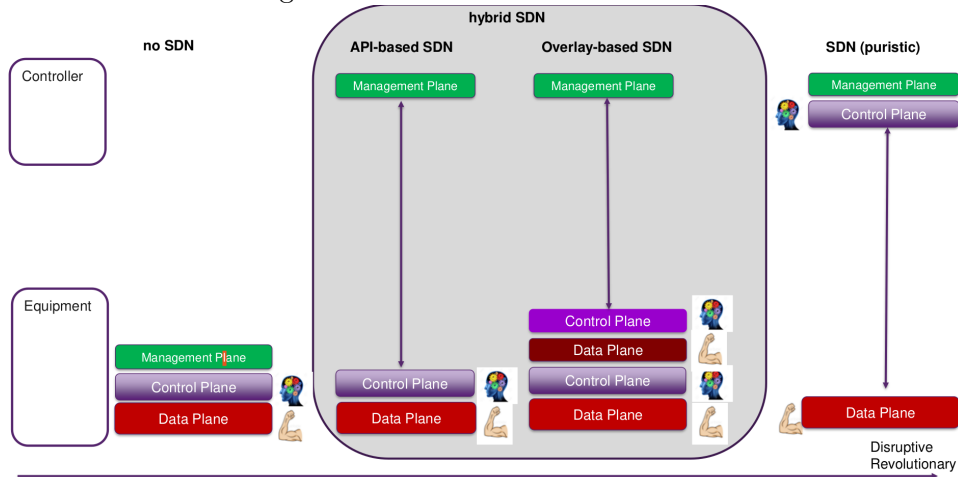 hybrid SDN
no SDN
API-based SDN
Overlay-based SDN
SDN (puristic)
Controller
Management Plane
Management Plane
Management Plane
Control Plane
Equipment
Control Plane
Data Plane
Management Plane
Control Plane
Control Plane
Control Plane
Data Plane
Data Plane
Data Plane
Data Plane
Disruptive
Revolutionary